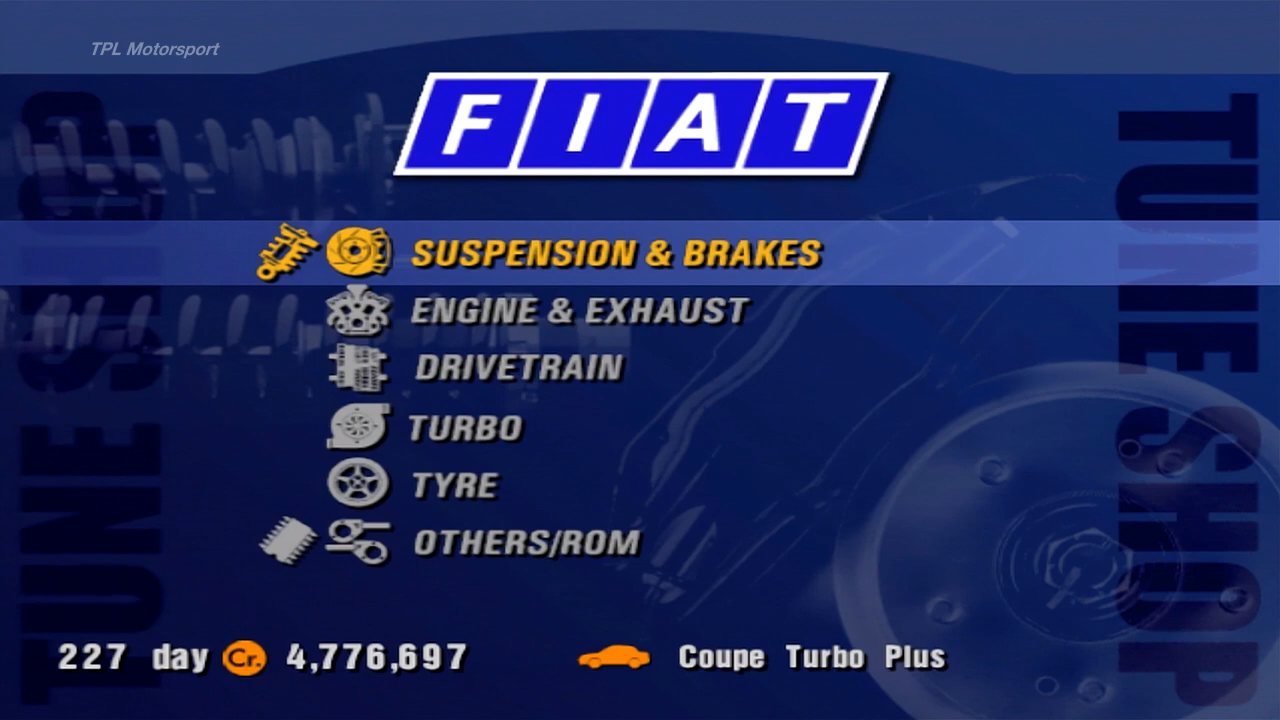 TPL Motorsport
FIAT
TUNE SHOP
TUNE SHOP
SUSPENSION & BRAKES
ENGINE & EXHAUST
DRIVETRAIN
TURBO
TYRE
OTHERS/ROM
227 day Cr. 4,776,697
Coupe Turbo Plus